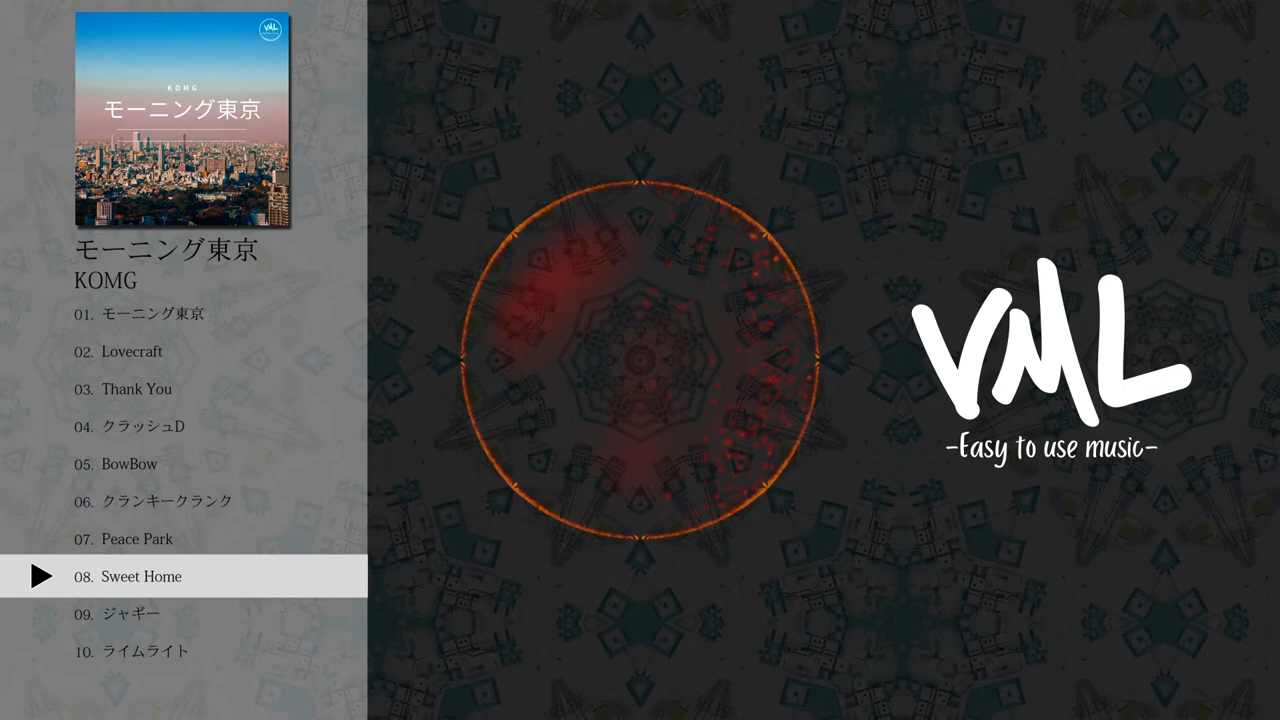 VML
KOMG
モーニング東京
モーニング東京
KOMG
01. モーニング東京
02. Lovecraft
03. Thank You
04. クラッシュD
05. BowBow
06. クランキークランク
07. Peace Park
08. Sweet Home
09. ジャギー
10. ライムライト
VML
-Easy to use music-